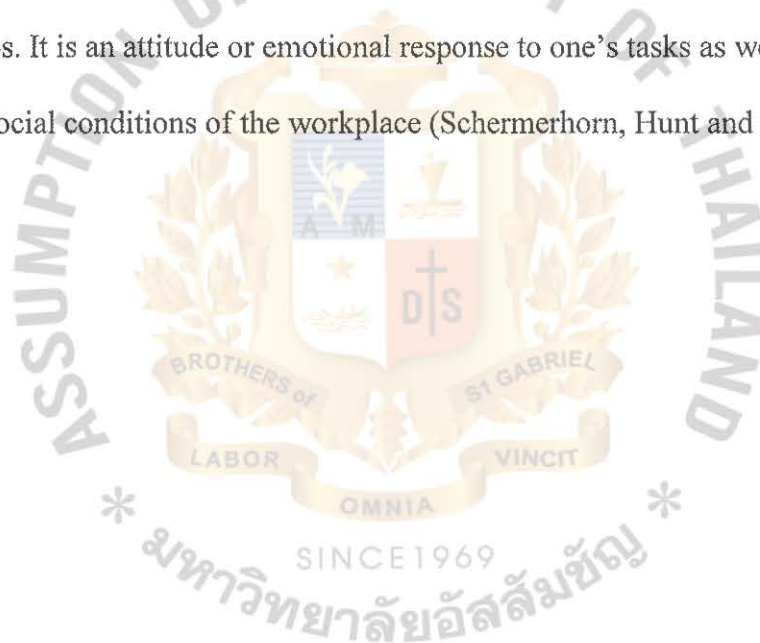 s. It is an attitude or emotional response to one's tasks as we
ocial conditions of the workplace (Schermerhorn, Hunt and
ASSUMPTION
OF THAILAND
A M
D S
BROTHERS of
ST GABRIEL
LABOR
VINCIT
OMNIA
* SINCE1969 *
มหาวิทยาลัยอัสสัมชัญ